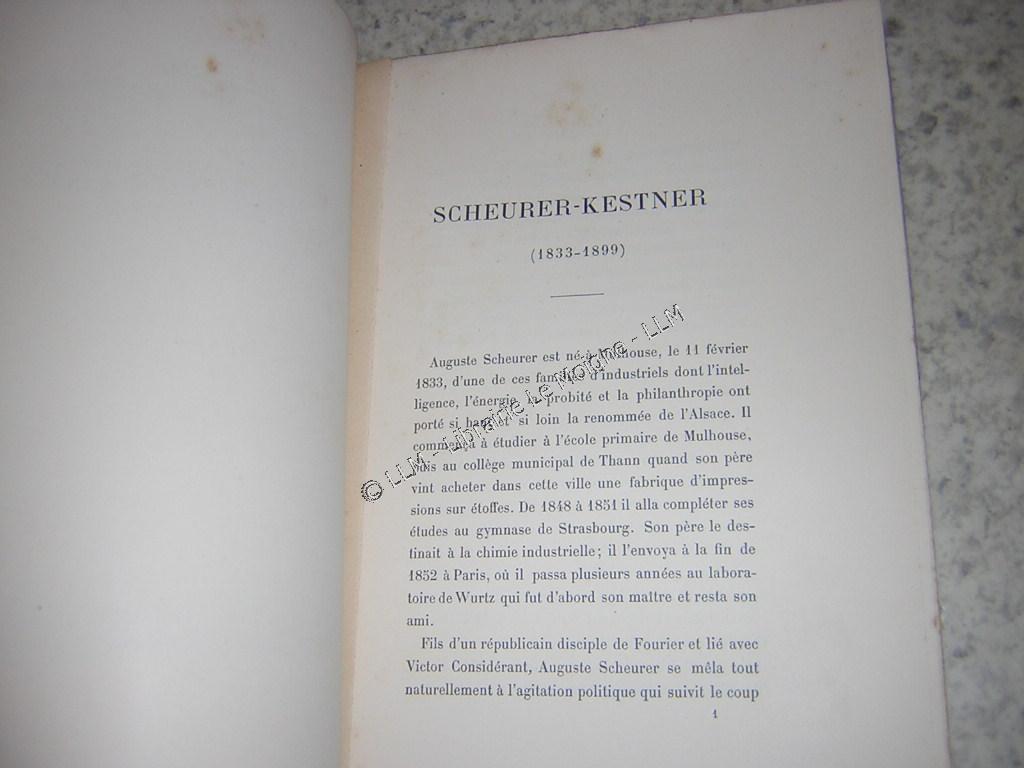 SCHEURER-KESTNER
(1833-1899)
Auguste Scheurer est né à Mulhouse, le 11 février
1833, d'une de ces familles d'industriels dont l'intel-
ligence, l'énergie, la probité et la philanthropie ont
porté si haut et si loin la renommée de l'Alsace. Il
commença à étudier à l'école primaire de Mulhouse,
puis au collège municipal de Thann quand son père
vint acheter dans cette ville une fabrique d'impres-
sions sur étoffes. De 1848 à 1851 il alla compléter ses
études au gymnase de Strasbourg. Son père le des-
tinait à la chimie industrielle ; il l'envoya à la fin de
1852 à Paris, où il passa plusieurs années au labora-
toire de Wurtz qui fut d'abord son maître et resta son
ami.
Fils d'un républicain disciple de Fourier et lié avec
Victor Considérant, Auguste Scheurer se mêla tout
naturellement à l'agitation politique qui suivit le coup
1
© LLM - Librairie Le Moigne - LLM